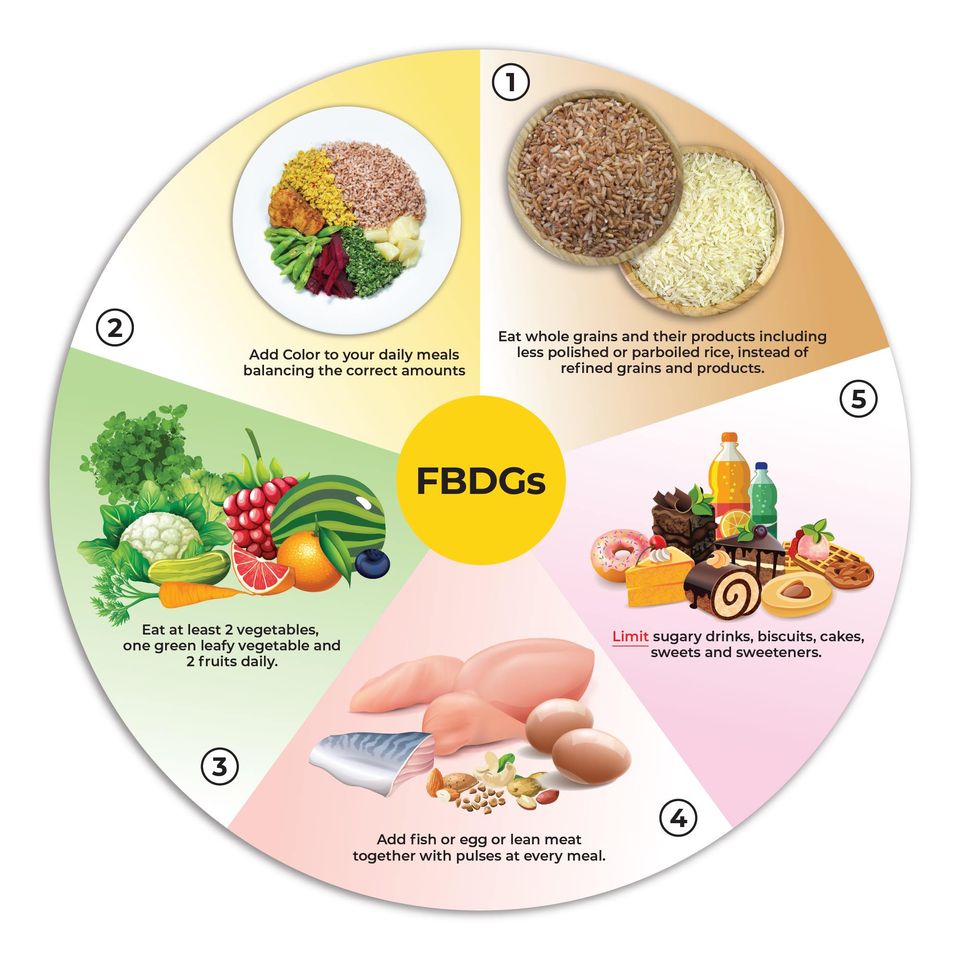 1
Eat whole grains and their products including
less polished or parboiled rice, instead of
refined grains and products.
2
Add Color to your daily meals
balancing the correct amounts
FBDGs
Eat at least 2 vegetables,
one green leafy vegetable and
2 fruits daily.
3
Add fish or egg or lean meat
together with pulses at every meal.
4
5
Limit sugary drinks, biscuits, cakes,
sweets and sweeteners.